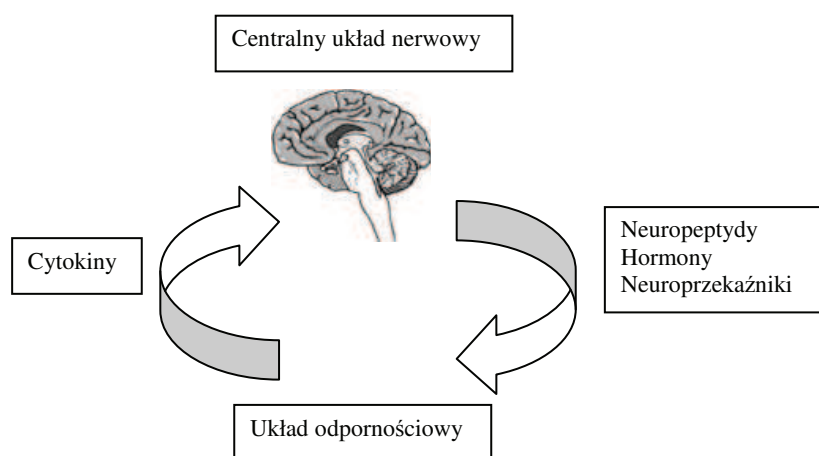 Centralny układ nerwowy
Cytokiny
Neuropeptydy
Hormony
Neuroprzekaźniki
Układ odpornościowy